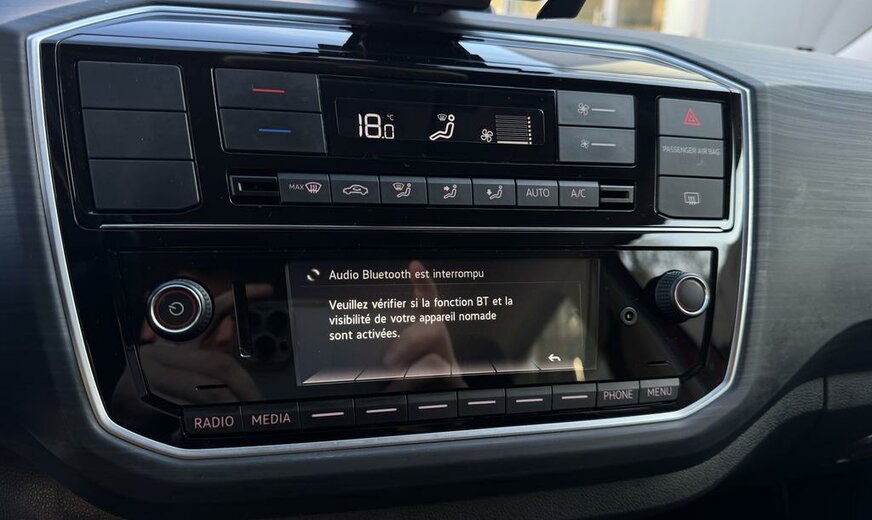 18.0 °C
PASSENGER AIR BAG
MAX
AUTO
A/C
Audio Bluetooth est interrompu
Veuillez vérifier si la fonction BT et la
visibilité de votre appareil nomade
sont activées.
RADIO
MEDIA
PHONE
MENU